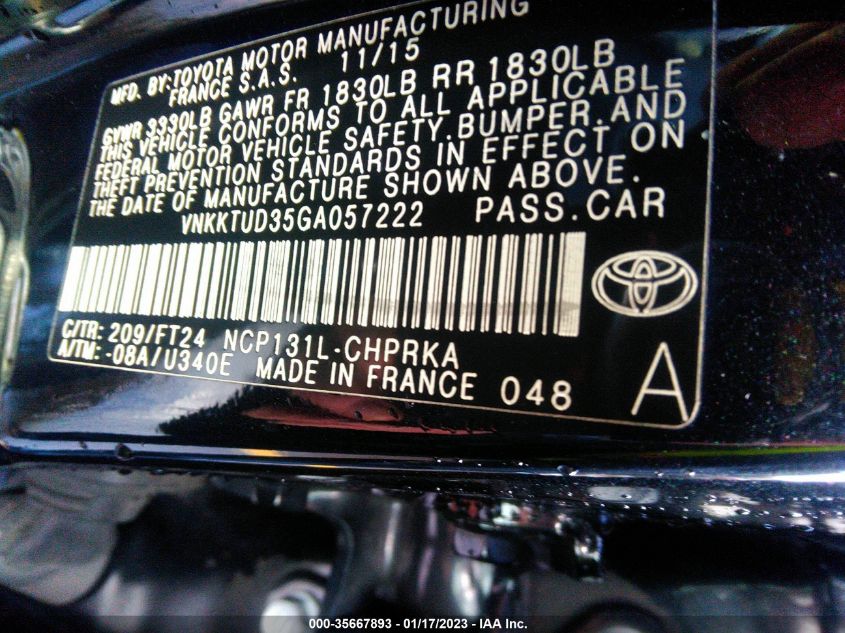 MFD. BY:TOYOTA MOTOR MANUFACTURING
FRANCE S.A.S. 11/15
GVWR 3330LB GAWR FR 1830LB RR 1830LB
THIS VEHICLE CONFORMS TO ALL APPLICABLE
FEDERAL MOTOR VEHICLE SAFETY,BUMPER,AND
THEFT PREVENTION STANDARDS IN EFFECT ON
THE DATE OF MANUFACTURE SHOWN ABOVE.
VNKKTUD35GA057222 PASS.CAR
C/TR: 209/FT24 NCP131L-CHPRKA
A/TM: -08A/U340E MADE IN FRANCE 048 A
000-35667893 - 01/17/2023 - IAA Inc.